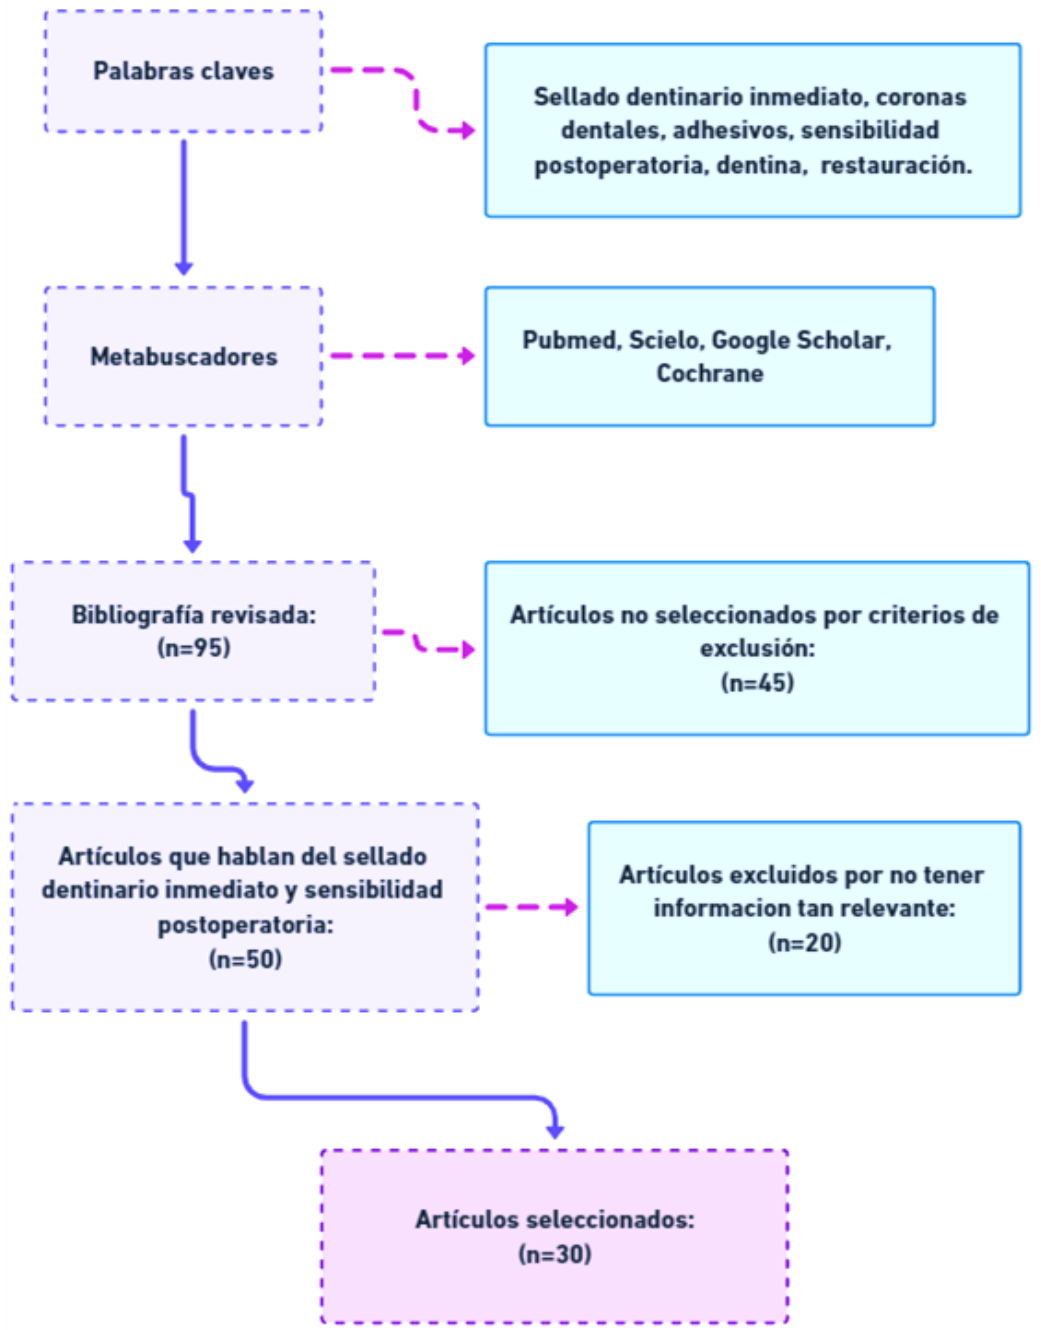 Palabras claves
Sellado dentinario inmediato, coronas
dentales, adhesivos, sensibilidad
postoperatoria, dentina, restauración.
Metabuscadores
Pubmed, Scielo, Google Scholar,
Cochrane
Bibliografía revisada:
(n=95)
Artículos no seleccionados por criterios de
exclusión:
(n=45)
Artículos que hablan del sellado
dentinario inmediato y sensibilidad
postoperatoria:
(n=50)
Artículos excluidos por no tener
informacion tan relevante:
(n=20)
Artículos seleccionados:
(n=30)